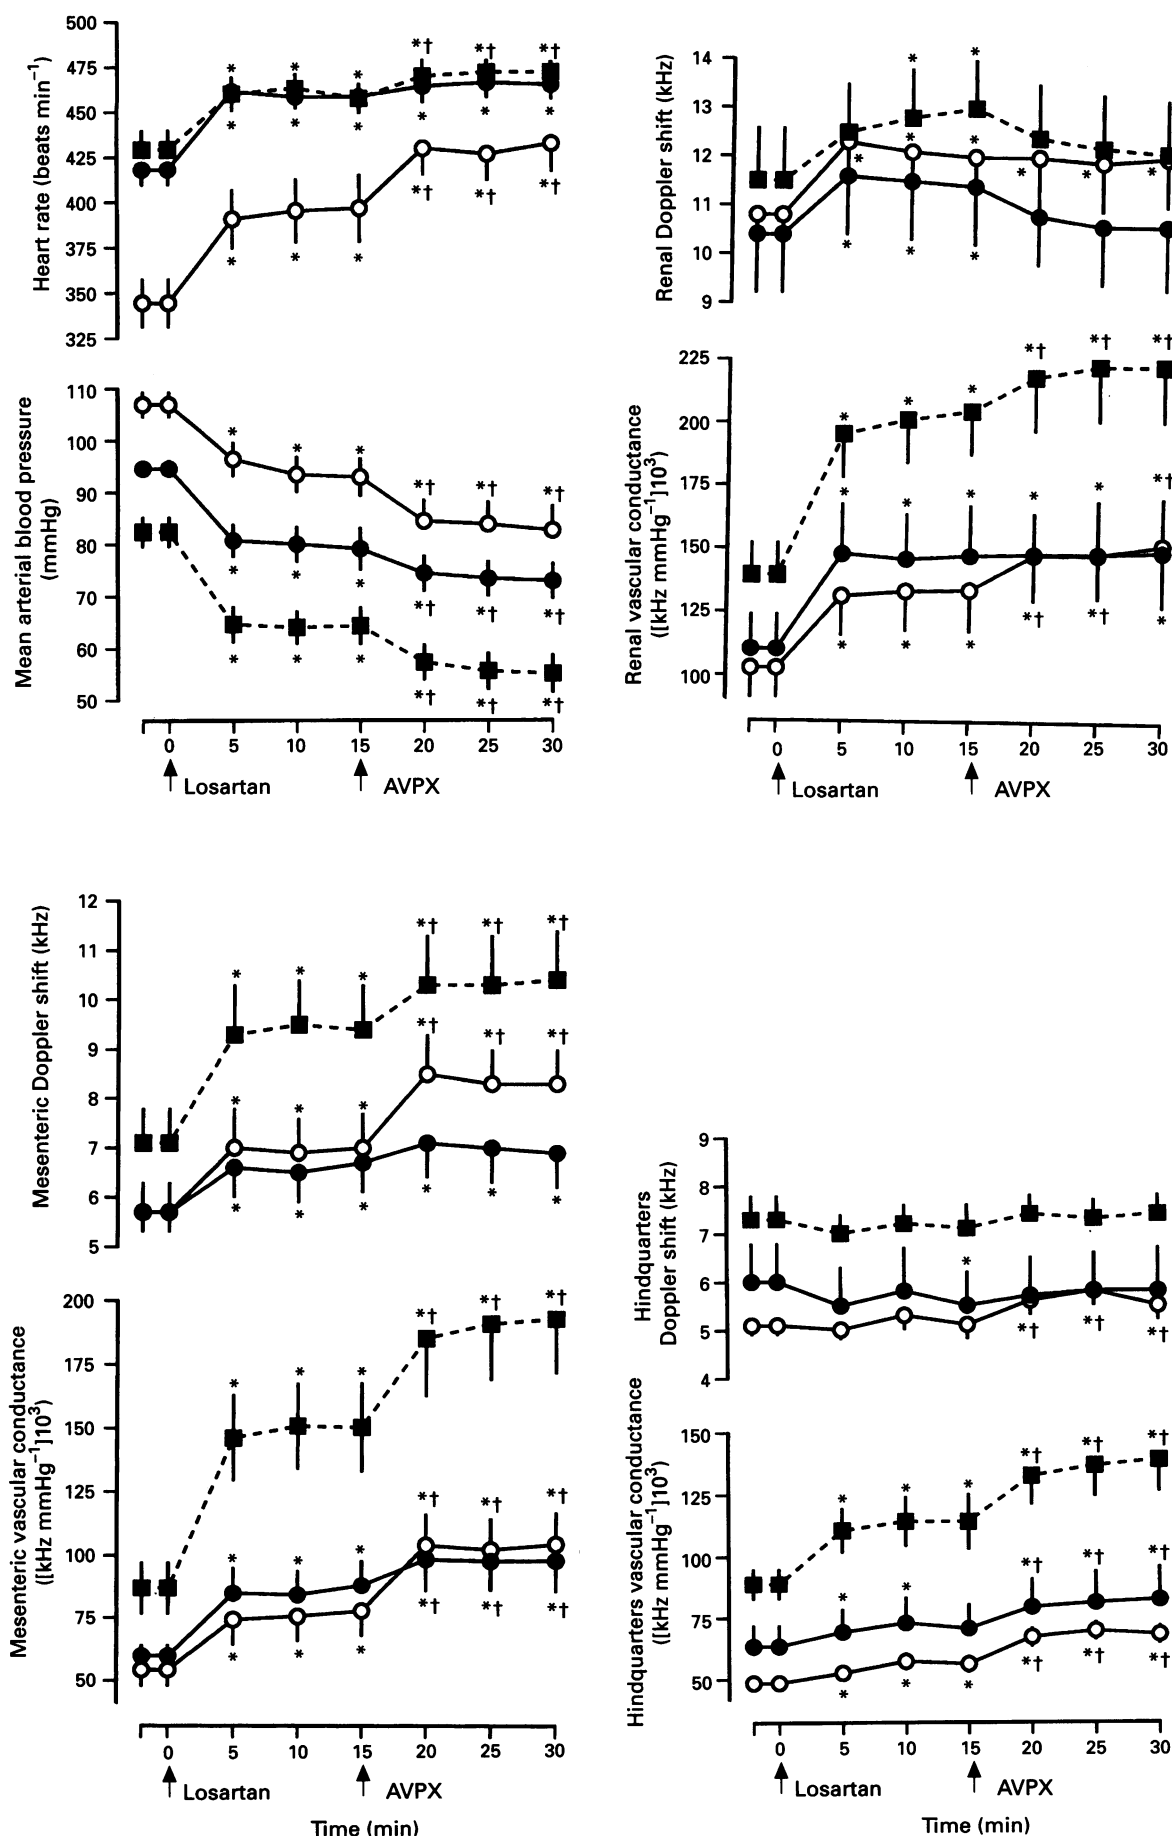 Heart rate (beats min⁻¹)
500
475
450
425
400
375
350
325
*† *† *†
* * *
* * *
* * *
*† *† *†
* * *
Mean arterial blood pressure
(mmHg)
110
100
90
80
70
60
50
* * *
*† *† *†
* * *
*† *† *†
* * *
*† *† *†
0 5 10 15 20 25 30
Losartan AVPX
Renal Doppler shift (kHz)
14
13
12
11
10
9
* *
* * *
* * *
* * *
Renal vascular conductance
([kHz mmHg⁻¹]10³)
225
200
175
150
125
100
*† *† *†
* * *
*†
* * * * *
*† *† *
* * *
0 5 10 15 20 25 30
Losartan AVPX
Mesenteric Doppler shift (kHz)
12
11
10
9
8
7
6
5
*† *† *†
* * *
*† *† *†
* * *
* * *
* * *
Mesenteric vascular conductance
([kHz mmHg⁻¹]10³)
200
175
150
125
100
75
50
*† *† *†
* * *
*† *† *†
* * *
*† *† *†
* * *
0 5 10 15 20 25 30
Losartan AVPX
Time (min)
Hindquarters
Doppler shift (kHz)
9
8
7
6
5
4
*
*† *† *†
Hindquarters vascular conductance
([kHz mmHg⁻¹]10³)
150
125
100
75
50
*† *† *†
* * *
*† *† *†
* *
*† *† *†
* * *
0 5 10 15 20 25 30
Losartan AVPX
Time (min)